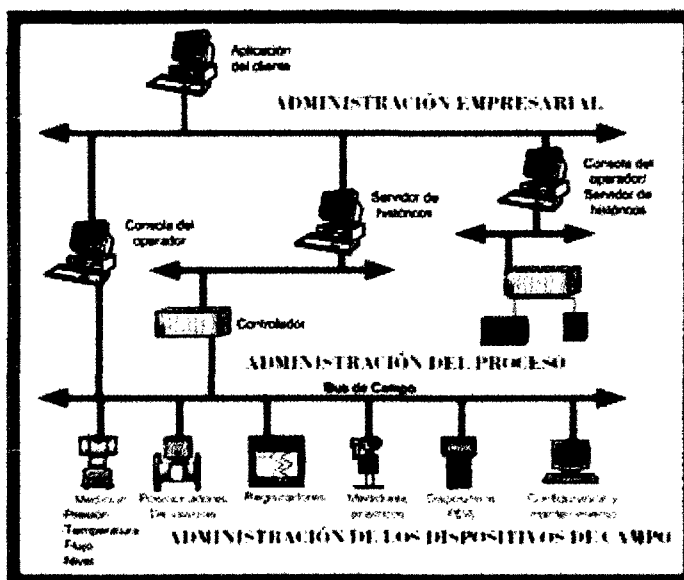 Aplicación
del cliente
ADMINISTRACIÓN EMPRESARIAL
Consola del
operador/
Servidor de
históricos
Servidor de
históricos
Consola del
operador
Controlador
ADMINISTRACIÓN DEL PROCESO
Bus de Campo
Presión
Temperatura
Flujo
Nivel
Posicionadores
De válvulas
Registradores
Configuración y
mantenimiento
ADMINISTRACIÓN DE LOS DISPOSITIVOS DE CAMPO